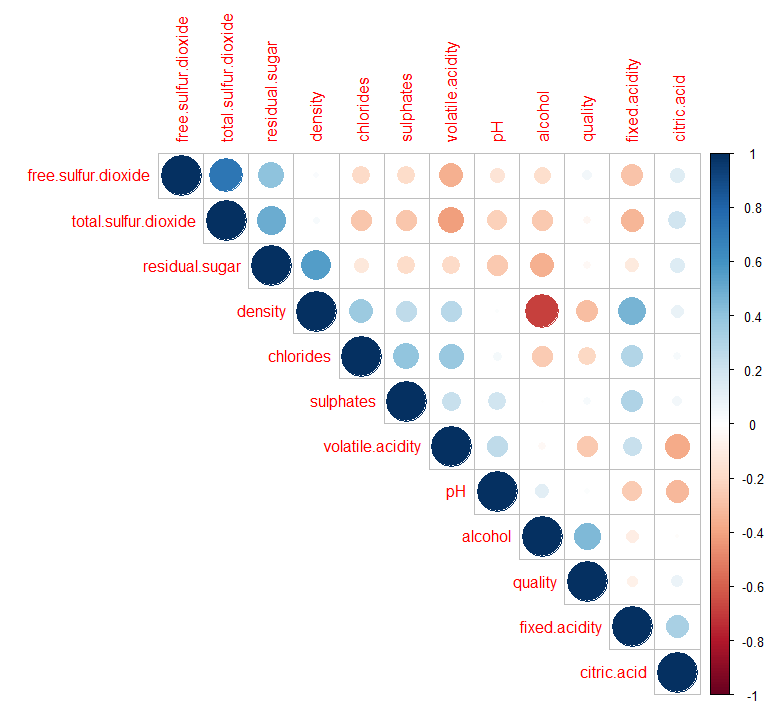 free.sulfur.dioxide
total.sulfur.dioxide
residual.sugar
density
chlorides
sulphates
volatile.acidity
pH
alcohol
quality
fixed.acidity
citric.acid
free.sulfur.dioxide
total.sulfur.dioxide
residual.sugar
density
chlorides
sulphates
volatile.acidity
pH
alcohol
quality
fixed.acidity
citric.acid
1
0.8
0.6
0.4
0.2
0
-0.2
-0.4
-0.6
-0.8
-1